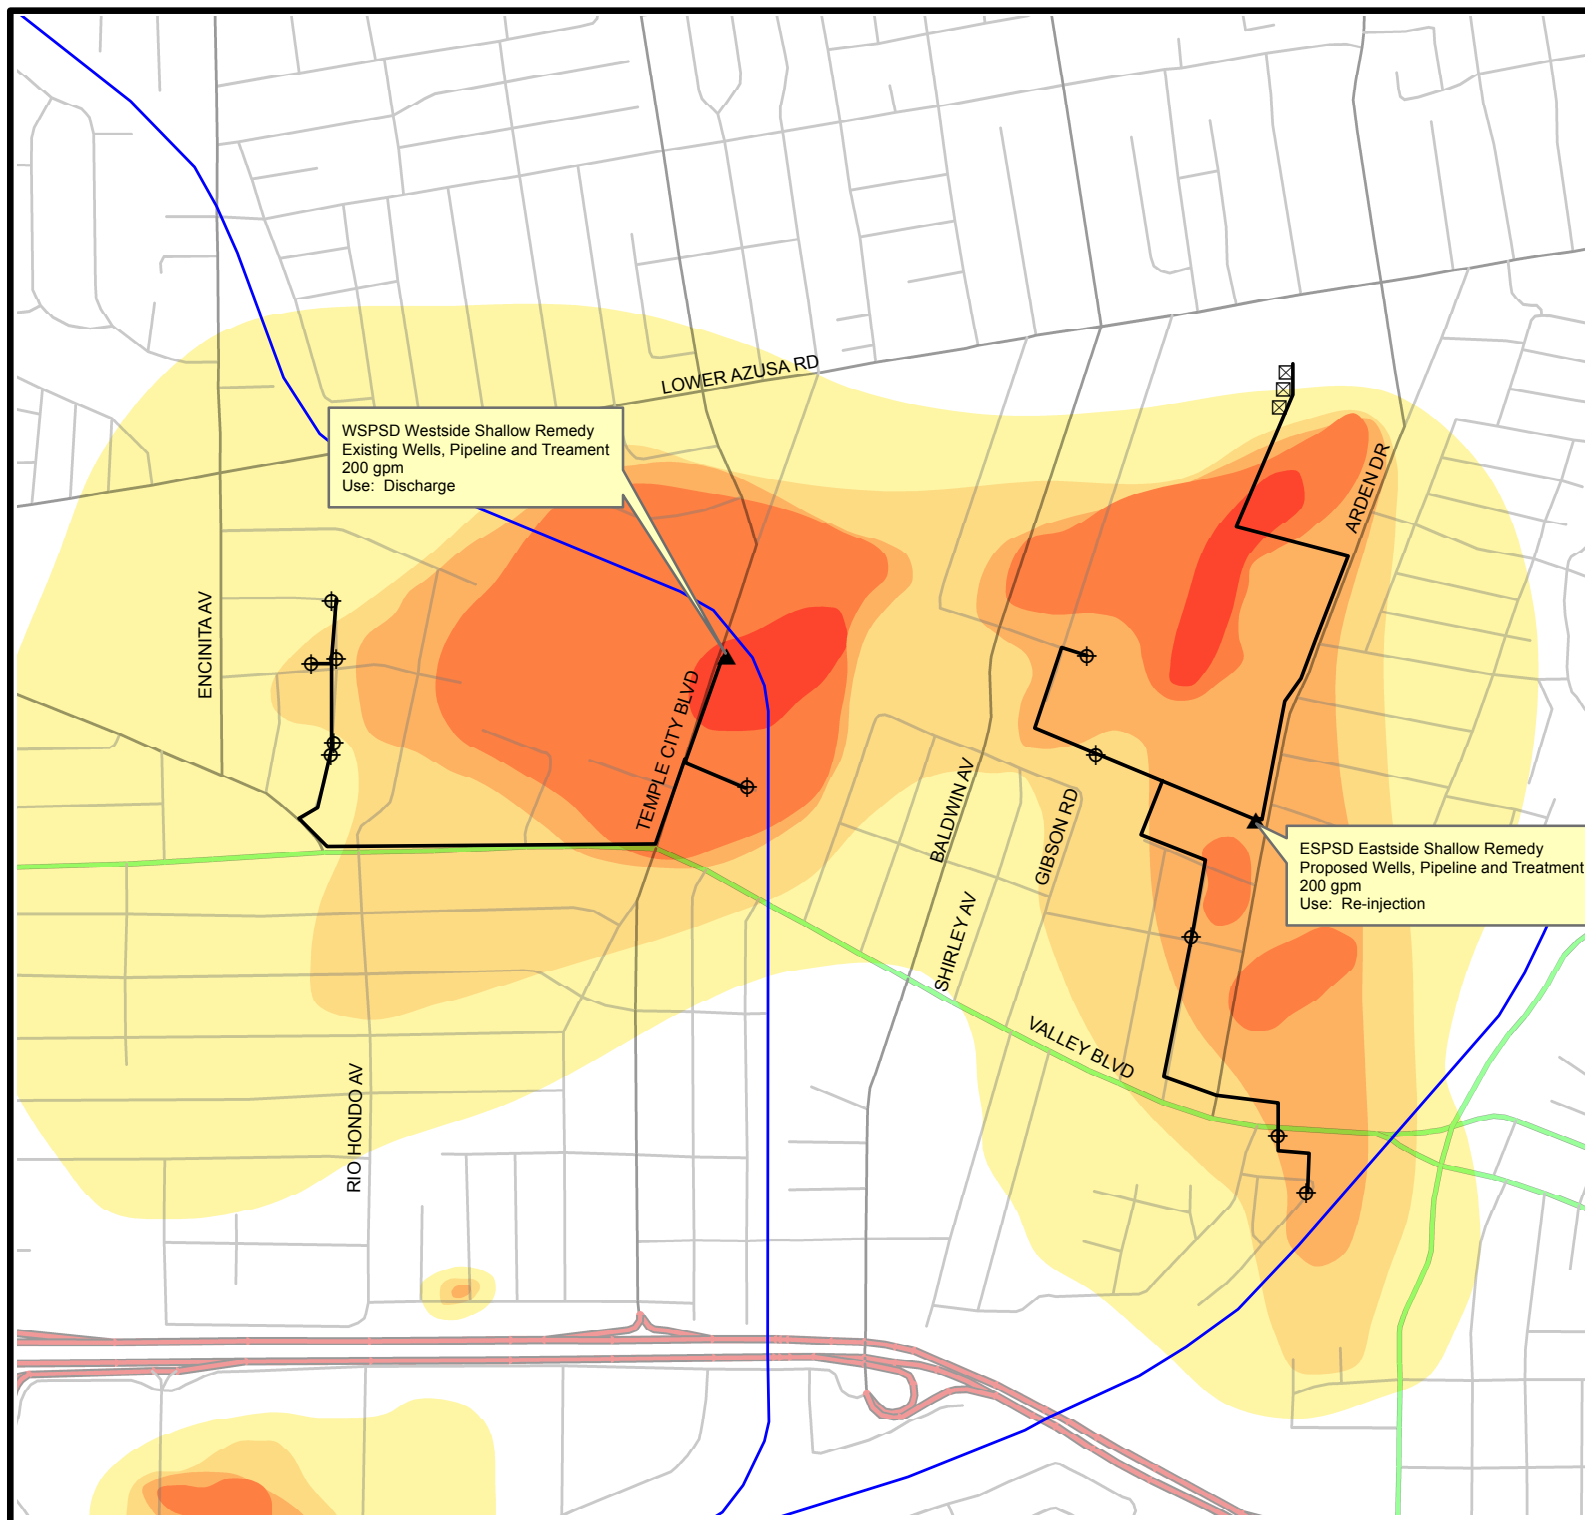 LOWER AZUSA RD
WSPSD Westside Shallow Remedy
Existing Wells, Pipeline and Treament
200 gpm
Use: Discharge
ARDEN DR
ENCINITA AV
TEMPLE CITY BLVD
BALDWIN AV
GIBSON RD
ESPSD Eastside Shallow Remedy
Proposed Wells, Pipeline and Treatment
200 gpm
Use: Re-injection
SHIRLEY AV
VALLEY BLVD
RIO HONDO AV